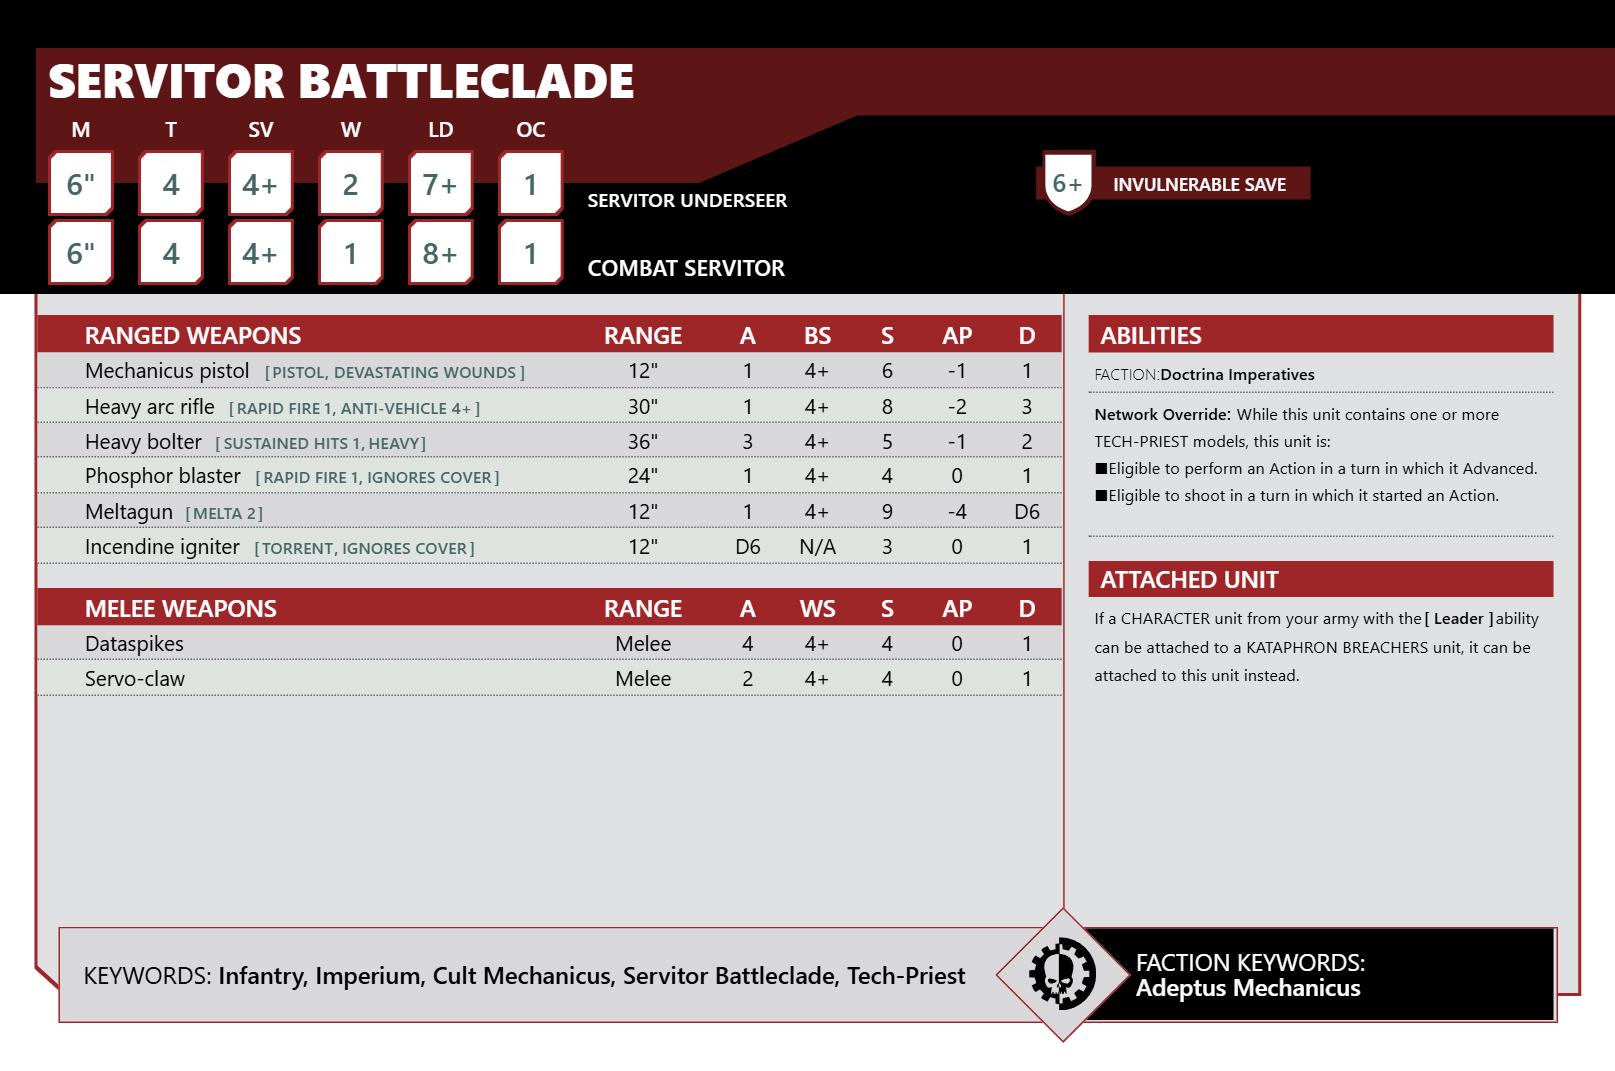 SERVITOR BATTLECLADE
M T SV W LD OC
6" 4 4+ 2 7+ 1 SERVITOR UNDERSEER
6+ INVULNERABLE SAVE
6" 4 4+ 1 8+ 1 COMBAT SERVITOR
RANGED WEAPONS RANGE A BS S AP D
Mechanicus pistol [PISTOL, DEVASTATING WOUNDS] 12" 1 4+ 6 -1 1
Heavy arc rifle [RAPID FIRE 1, ANTI-VEHICLE 4+] 30" 1 4+ 8 -2 3
Heavy bolter [SUSTAINED HITS 1, HEAVY] 36" 3 4+ 5 -1 2
Phosphor blaster [RAPID FIRE 1, IGNORES COVER] 24" 1 4+ 4 0 1
Meltagun [MELTA 2] 12" 1 4+ 9 -4 D6
Incendine igniter [TORRENT, IGNORES COVER] 12" D6 N/A 3 0 1
MELEE WEAPONS RANGE A WS S AP D
Dataspikes Melee 4 4+ 4 0 1
Servo-claw Melee 2 4+ 4 0 1
ABILITIES
FACTION:Doctrina Imperatives
Network Override: While this unit contains one or more
TECH-PRIEST models, this unit is:
■Eligible to perform an Action in a turn in which it Advanced.
■Eligible to shoot in a turn in which it started an Action.
ATTACHED UNIT
If a CHARACTER unit from your army with the[ Leader ]ability
can be attached to a KATAPHRON BREACHERS unit, it can be
attached to this unit instead.
KEYWORDS: Infantry, Imperium, Cult Mechanicus, Servitor Battleclade, Tech-Priest
FACTION KEYWORDS:
Adeptus Mechanicus